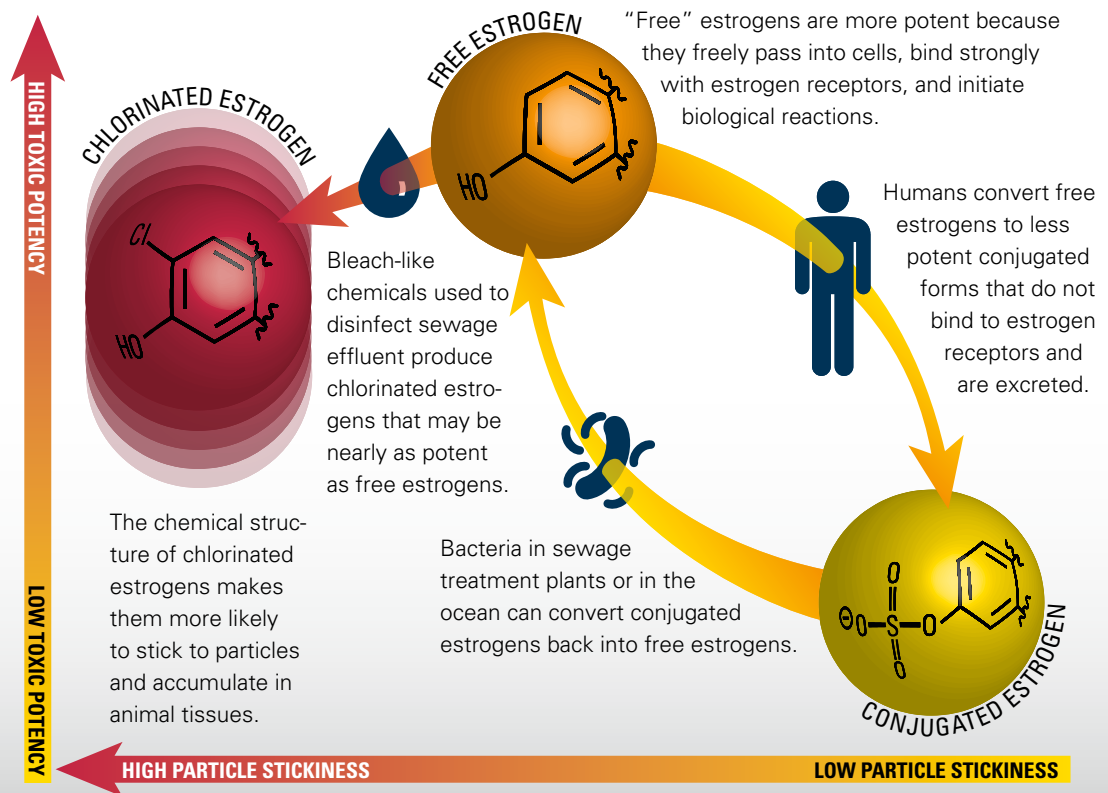 HIGH TOXIC POTENCY
LOW TOXIC POTENCY
CHLORINATED ESTROGEN
Cl
HO
FREE ESTROGEN
HO
“Free” estrogens are more potent because
they freely pass into cells, bind strongly
with estrogen receptors, and initiate
biological reactions.
Humans convert free
estrogens to less
potent conjugated
forms that do not
bind to estrogen
receptors and
are excreted.
Bleach-like
chemicals used to
disinfect sewage
effluent produce
chlorinated estro-
gens that may be
nearly as potent
as free estrogens.
The chemical struc-
ture of chlorinated
estrogens makes
them more likely
to stick to particles
and accumulate in
animal tissues.
Bacteria in sewage
treatment plants or in the
ocean can convert conjugated
estrogens back into free estrogens.
O
⊖O S O
O
CONJUGATED ESTROGEN
HIGH PARTICLE STICKINESS
LOW PARTICLE STICKINESS